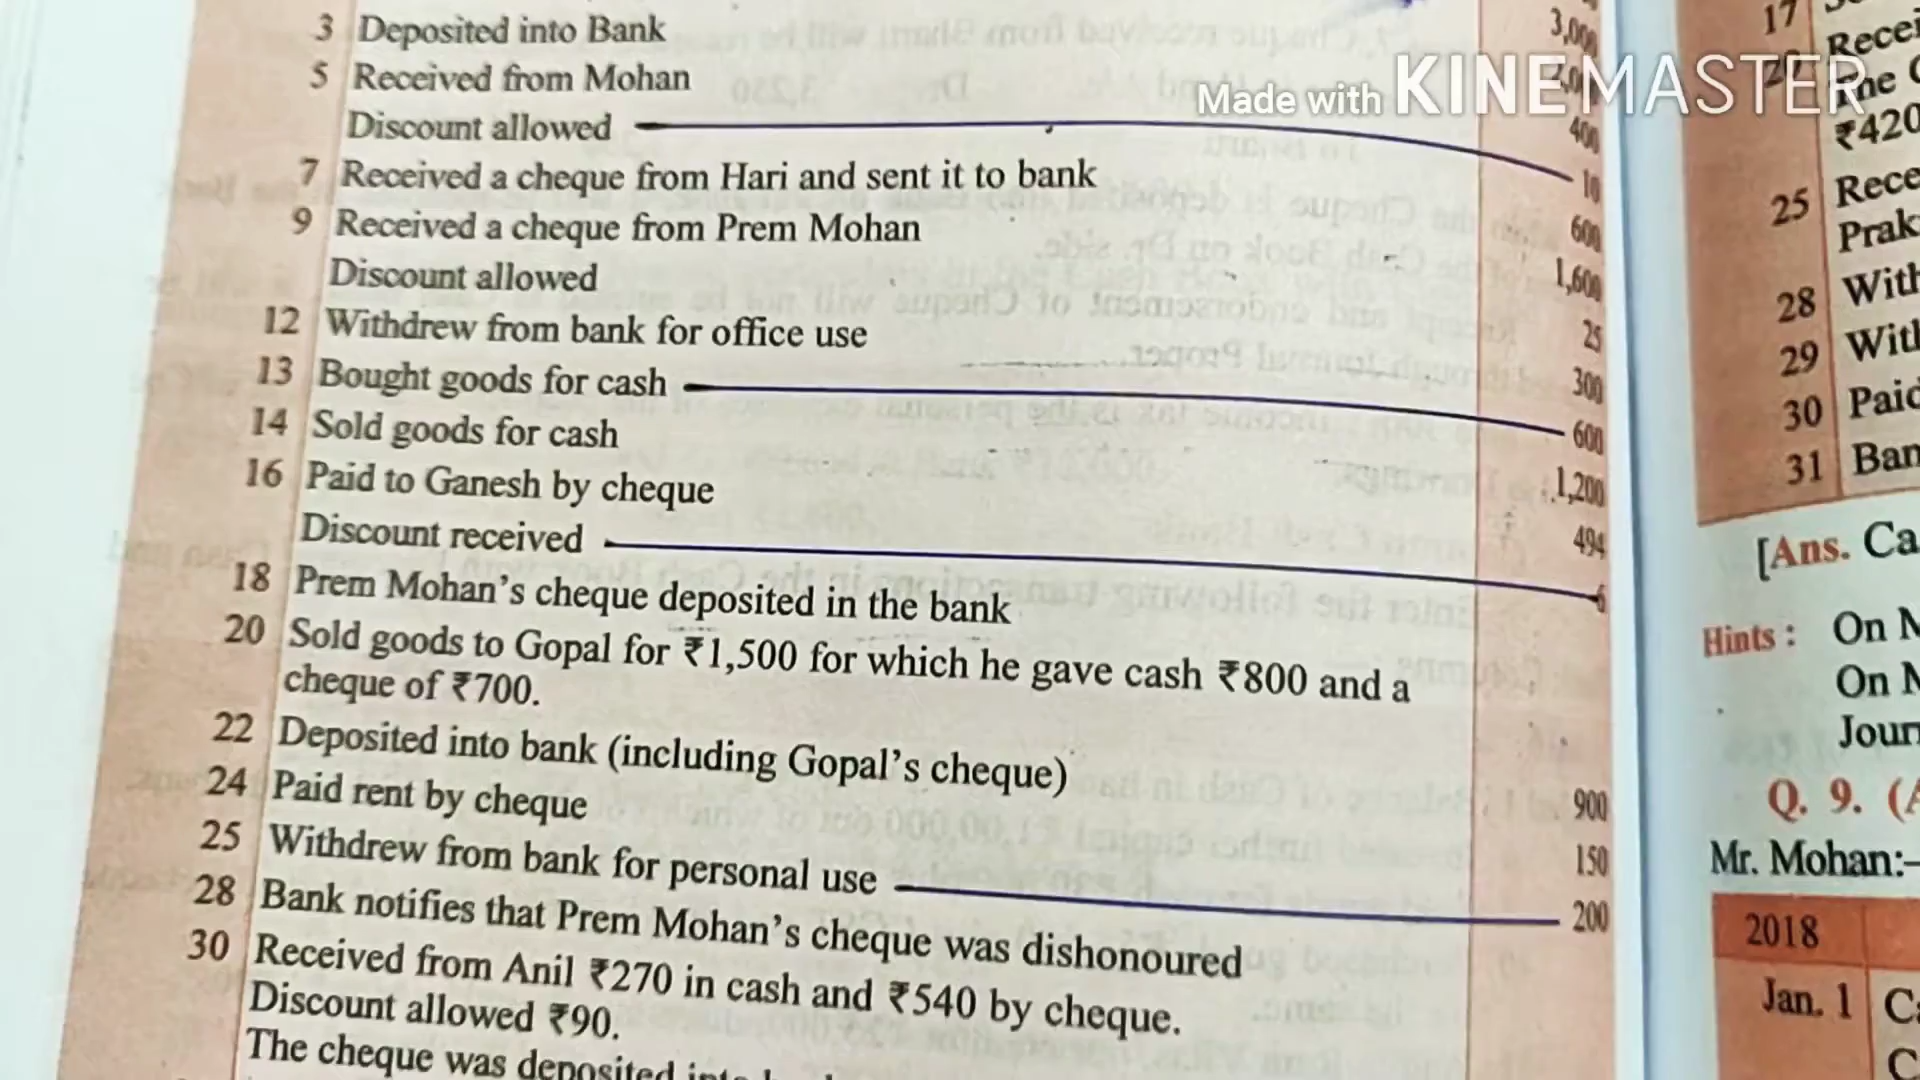 3 Deposited into Bank
5 Received from Mohan
Discount allowed 400
7 Received a cheque from Hari and sent it to bank 10
9 Received a cheque from Prem Mohan 600
Discount allowed 1,600
12 Withdrew from bank for office use 25
13 Bought goods for cash 300
14 Sold goods for cash 600
16 Paid to Ganesh by cheque 1,200
Discount received 494
18 Prem Mohan's cheque deposited in the bank 6
20 Sold goods to Gopal for ₹1,500 for which he gave cash ₹800 and a
cheque of ₹700.
22 Deposited into bank (including Gopal's cheque) 900
24 Paid rent by cheque 150
25 Withdrew from bank for personal use 200
28 Bank notifies that Prem Mohan's cheque was dishonoured
30 Received from Anil ₹270 in cash and ₹540 by cheque.
Discount allowed ₹90.
The cheque was deposited into
3,000
Made with KINEMASTER
17
20
₹420
25
28
29
30
31
[Ans.
Hints : On
On
Q. 9.
Mr. Mohan:–
2018
Jan. 1